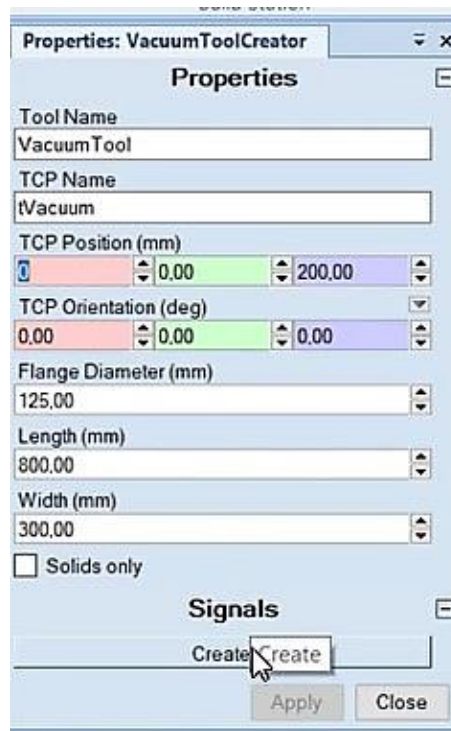 Properties: VacuumToolCreator
Properties
Tool Name
VacuumTool
TCP Name
tVacuum
TCP Position (mm)
0 0,00 200,00
TCP Orientation (deg)
0,00 0,00 0,00
Flange Diameter (mm)
125,00
Length (mm)
800,00
Width (mm)
300,00
Solids only
Signals
Create Create
Apply Close